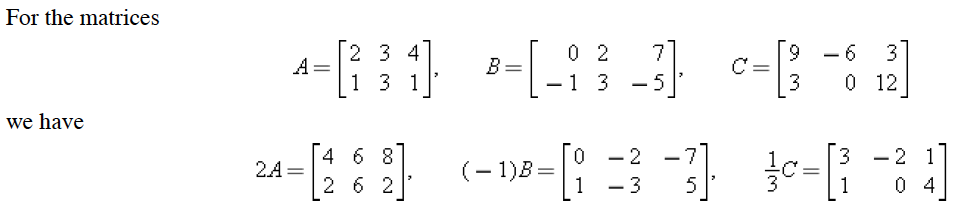 For the matrices
A = [2 3 4; 1 3 1], B = [0 2 7; −1 3 −5], C = [9 −6 3; 3 0 12]
we have
2A = [4 6 8; 2 6 2], (−1)B = [0 −2 −7; 1 −3 5], 1/3 C = [3 −2 1; 1 0 4]